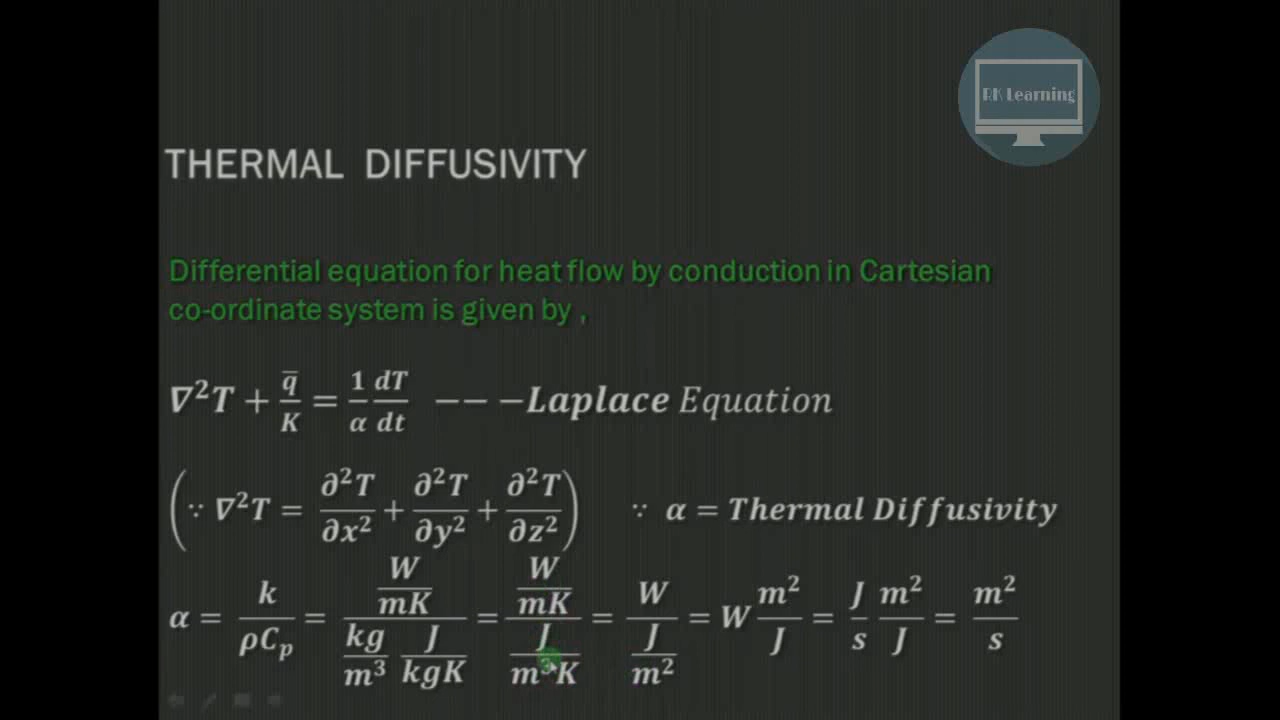 RK Learning
THERMAL DIFFUSIVITY
Differential equation for heat flow by conduction in Cartesian
co-ordinate system is given by ,
∇²T + q̅/K = 1/α dT/dt --- Laplace Equation
(∵ ∇²T = ∂²T/∂x² + ∂²T/∂y² + ∂²T/∂z²) ∵ α = Thermal Diffusivity
α = k/(ρCₚ) = (W/mK)/((kg/m³)(J/kgK)) = (W/mK)/(J/m³K) = W/(J/m²) = W m²/J = J/s m²/J = m²/s